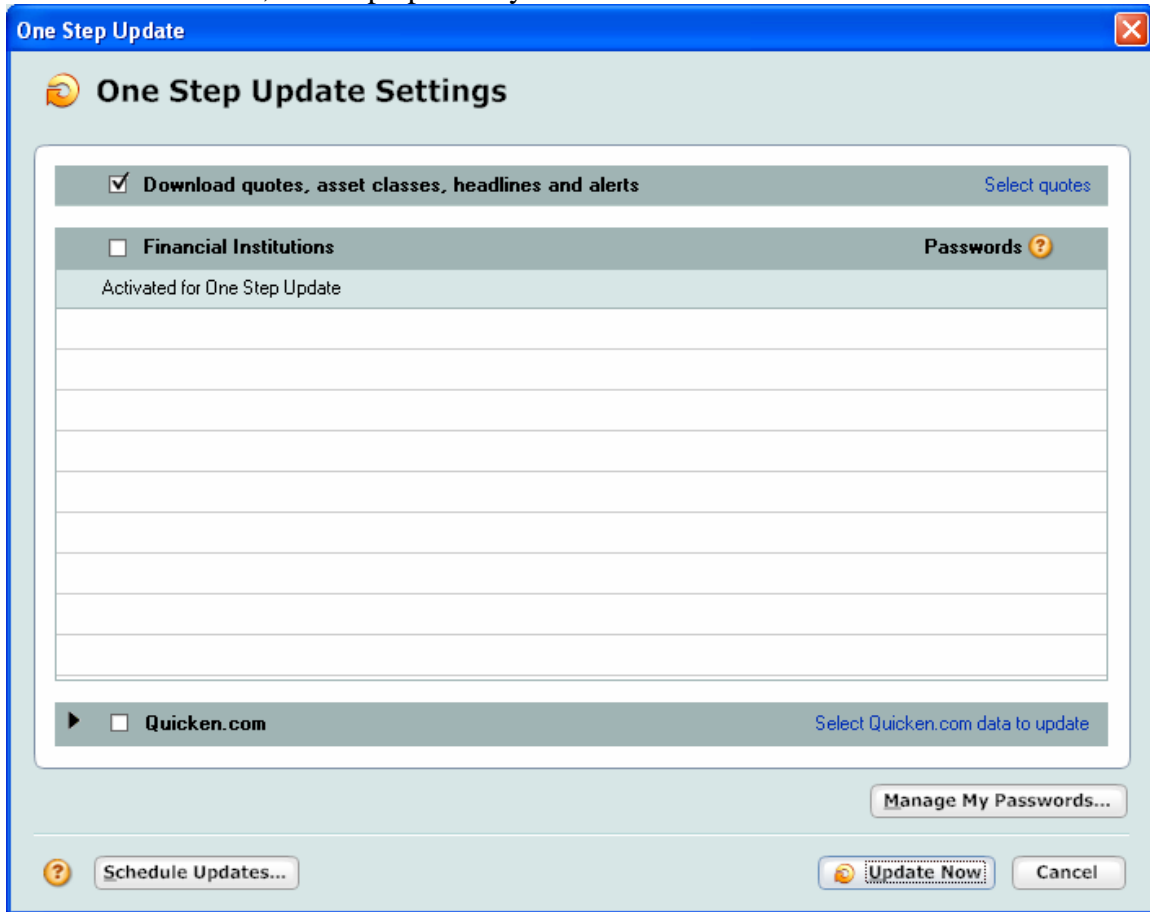 One Step Update
One Step Update Settings
Download quotes, asset classes, headlines and alerts Select quotes
Financial Institutions Passwords ?
Activated for One Step Update
Quicken.com Select Quicken.com data to update
Manage My Passwords...
? Schedule Updates... Update Now Cancel